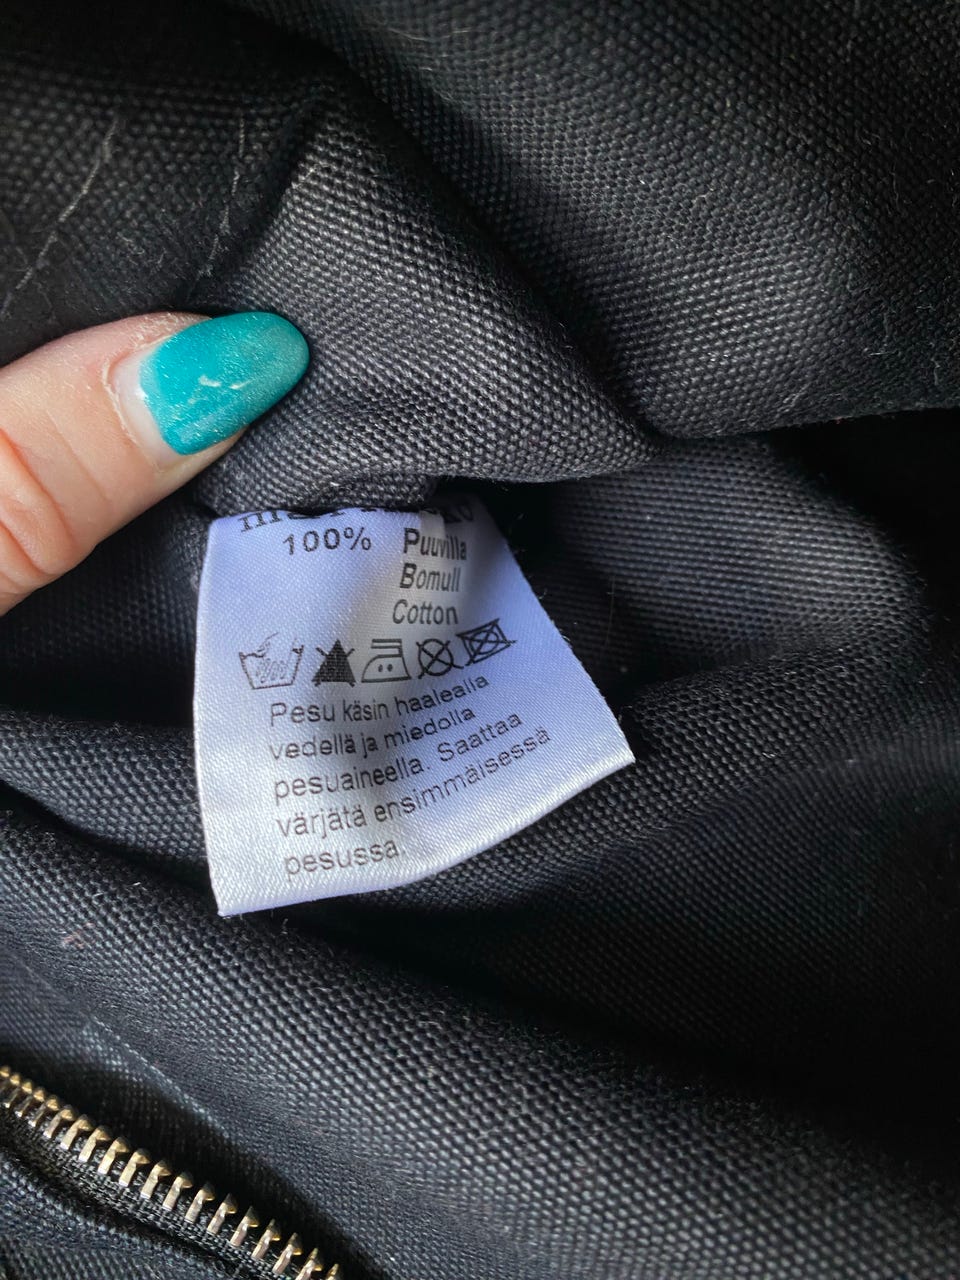 100% Puuvilla
Bomull
Cotton
Pesu käsin haalealla
vedellä ja miedolla
pesuaineella. Saattaa
värjätä ensimmäisessä
pesussa.